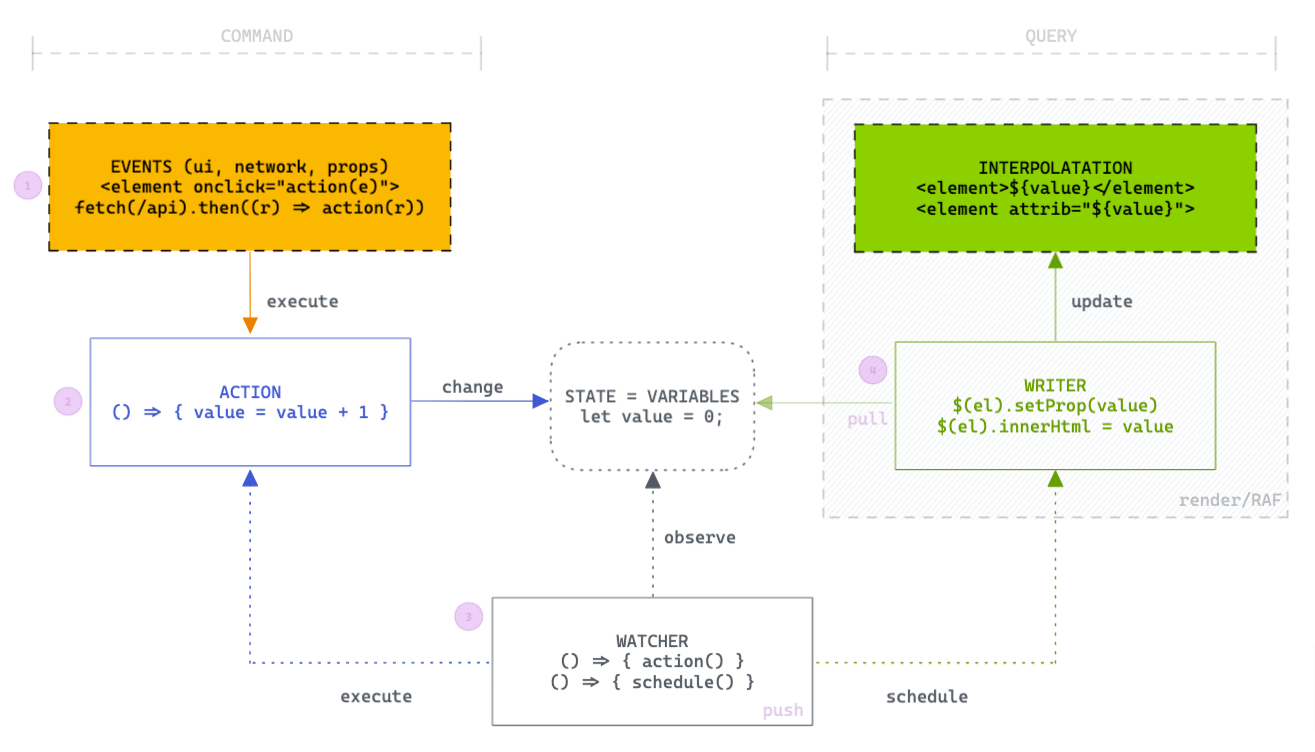 COMMAND
QUERY
1
EVENTS (ui, network, props)
<element onclick="action(e)">
fetch(/api).then((r) ⇒ action(r))
INTERPOLATATION
<element>${value}</element>
<element attrib="${value}">
execute
update
2
ACTION
() ⇒ { value = value + 1 }
change
STATE = VARIABLES
let value = 0;
pull
4
WRITER
$(el).setProp(value)
$(el).innerHtml = value
render/RAF
observe
3
WATCHER
() ⇒ { action() }
() ⇒ { schedule() }
push
execute
schedule